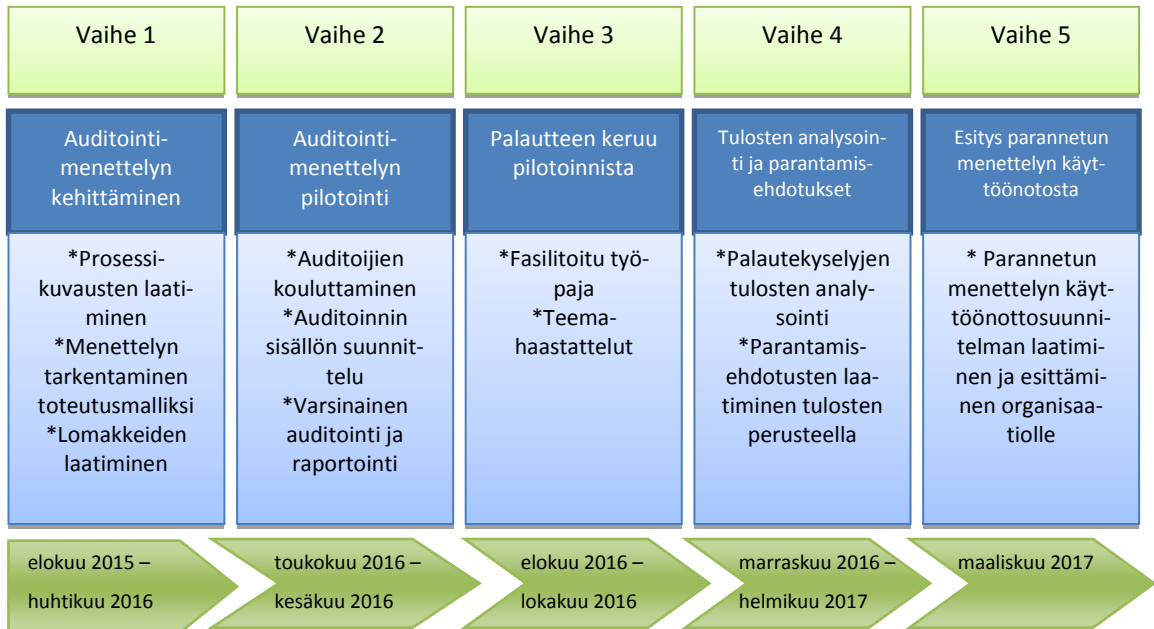 Vaihe 1
Vaihe 2
Vaihe 3
Vaihe 4
Vaihe 5
Auditointi-
menettelyn
kehittäminen
Auditointi-
menettelyn
pilotointi
Palautteen keruu
pilotoinnista
Tulosten analysoin-
ti ja parantamis-
ehdotukset
Esitys parannetun
menettelyn käyt-
töönotosta
*Prosessi-
kuvausten laati-
minen
*Menettelyn
tarkentaminen
toteutusmalliksi
*Lomakkeiden
laatiminen
*Auditoijien
kouluttaminen
*Auditoinnin
sisällön suunnit-
telu
*Varsinainen
auditointi ja
raportointi
*Fasilitoitu työ-
paja
*Teema-
haastattelut
*Palautekyselyjen
tulosten analy-
sointi
*Parantamis-
ehdotusten laa-
timinen tulosten
perusteella
* Parannetun
menettelyn käyt-
töönottosuunni-
telman laatimi-
nen ja esittämi-
nen organisaa-
tiolle
elokuu 2015 –
huhtikuu 2016
toukokuu 2016 –
kesäkuu 2016
elokuu 2016 –
lokakuu 2016
marraskuu 2016 –
helmikuu 2017
maaliskuu 2017